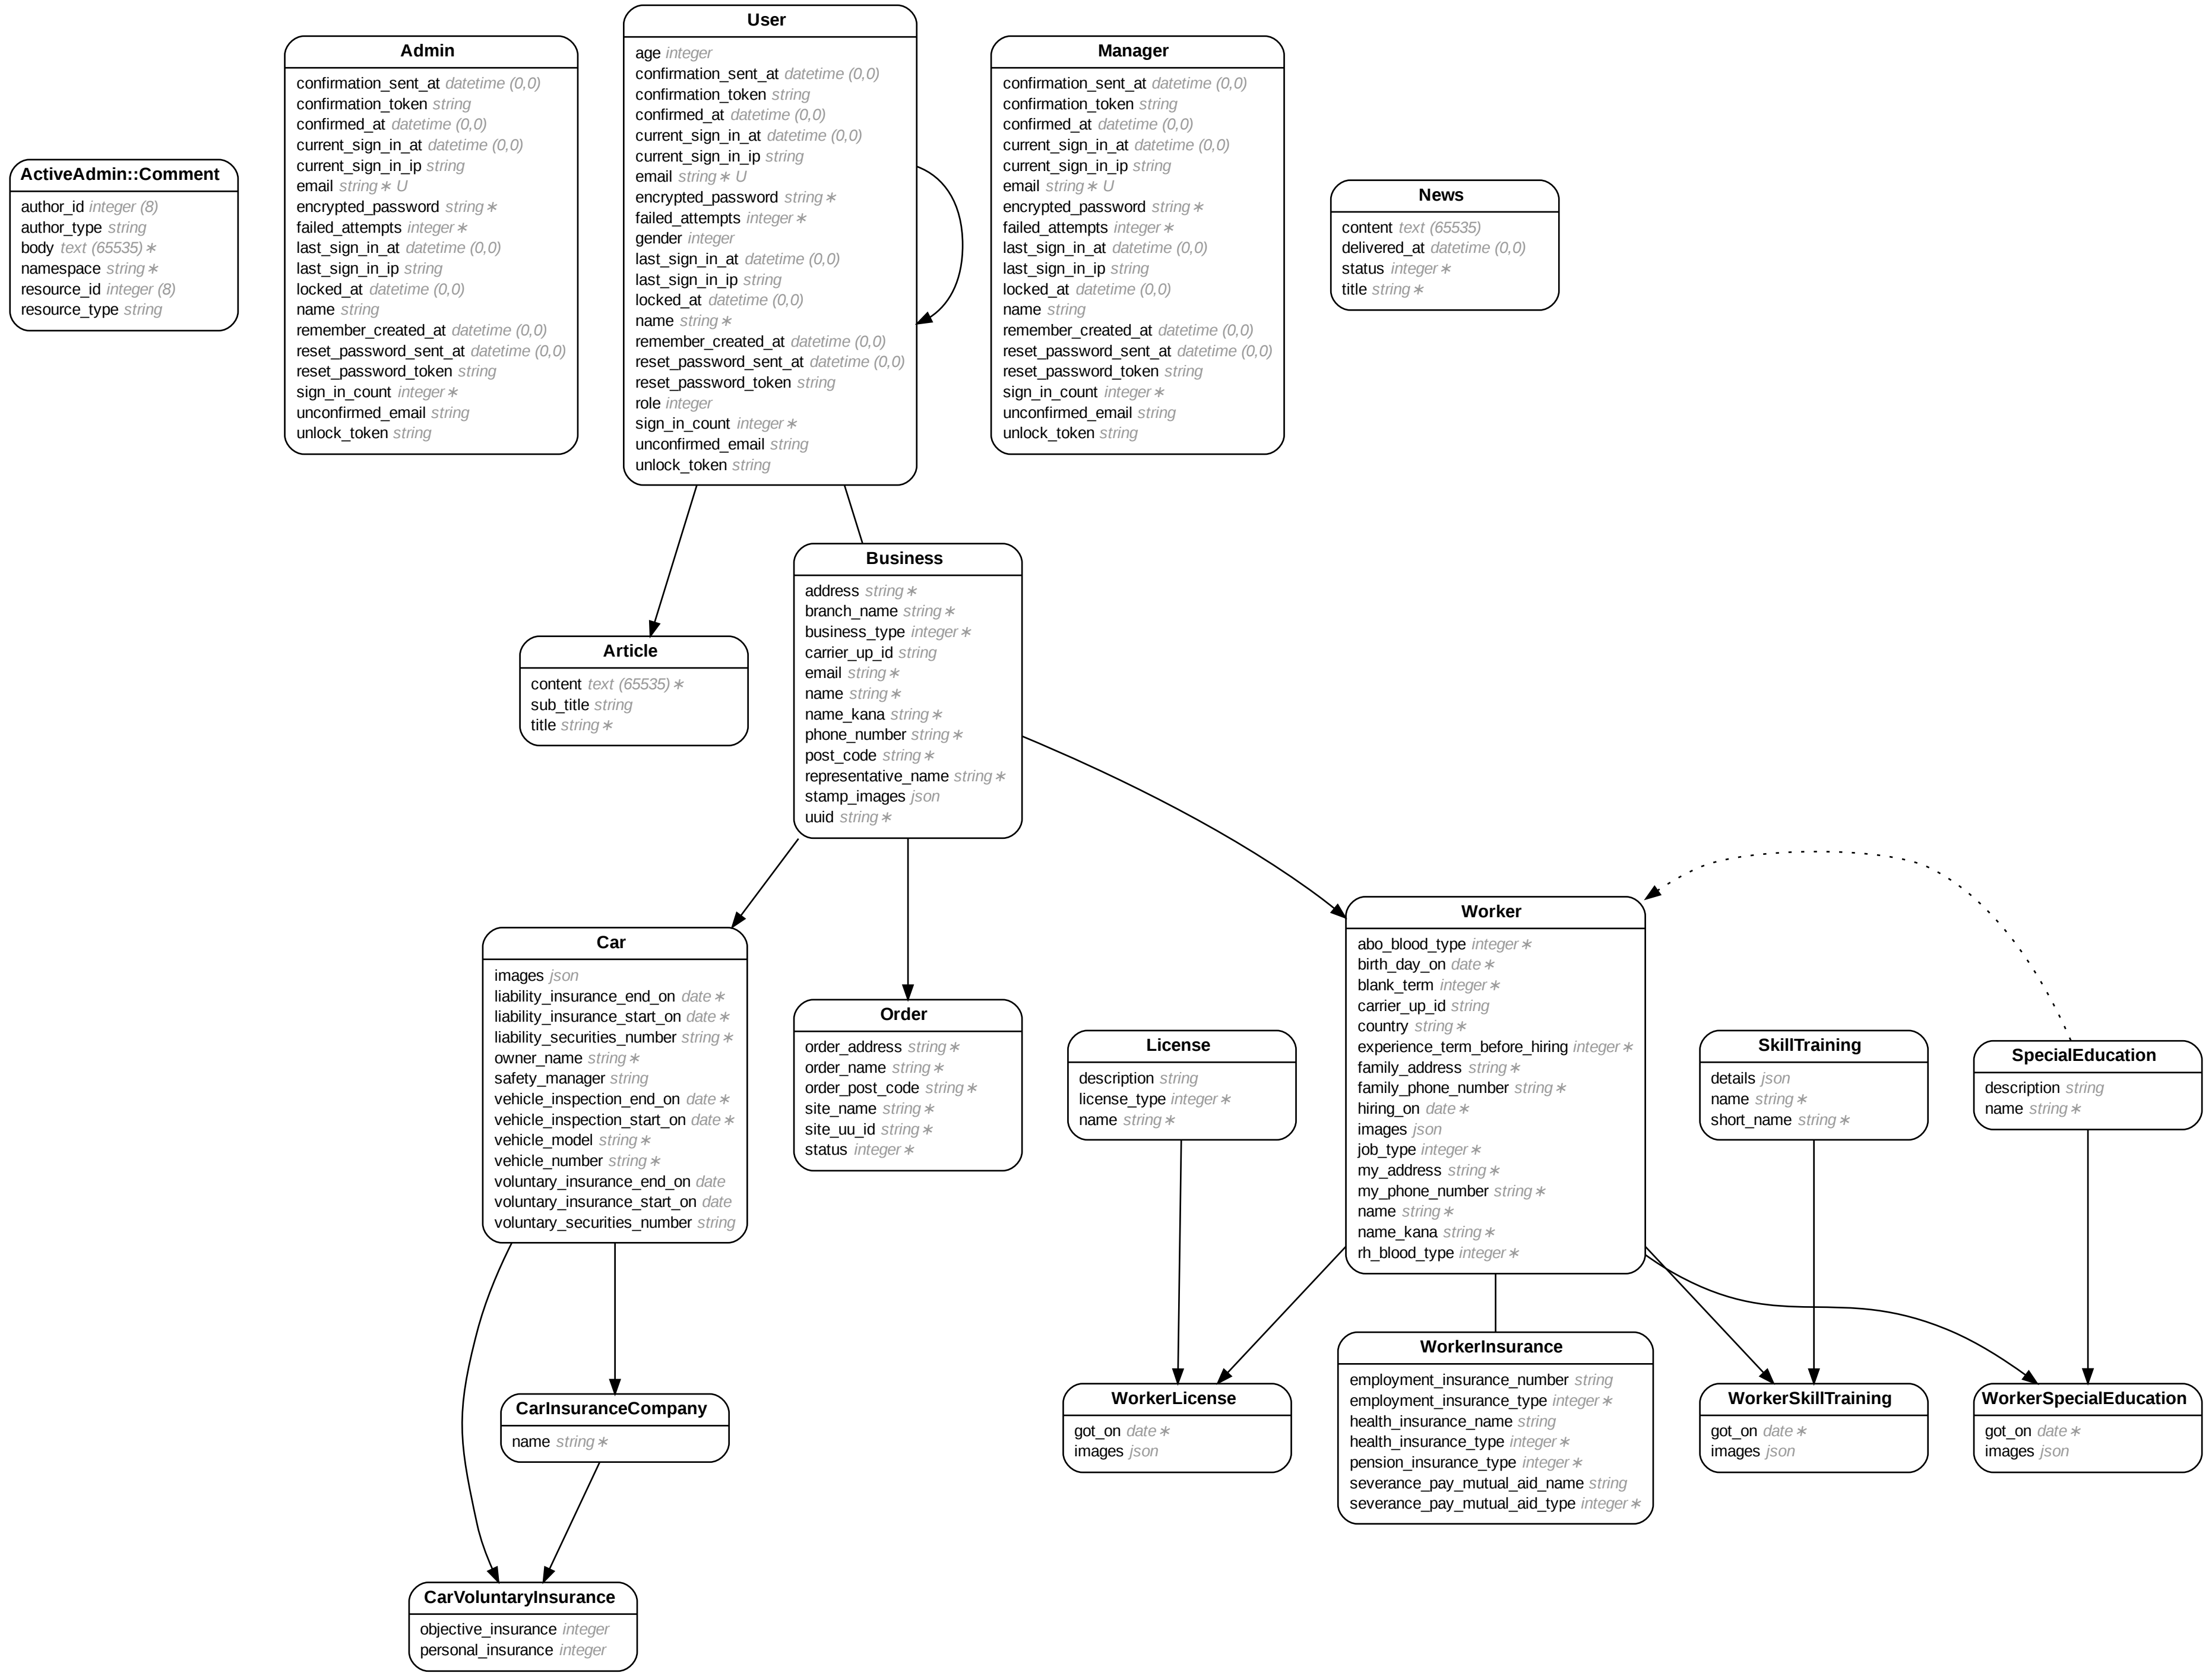 ActiveAdmin::Comment
author_id integer (8)
author_type string
body text (65535)∗
namespace string∗
resource_id integer (8)
resource_type string
Admin
confirmation_sent_at datetime (0,0)
confirmation_token string
confirmed_at datetime (0,0)
current_sign_in_at datetime (0,0)
current_sign_in_ip string
email string∗ U
encrypted_password string∗
failed_attempts integer∗
last_sign_in_at datetime (0,0)
last_sign_in_ip string
locked_at datetime (0,0)
name string
remember_created_at datetime (0,0)
reset_password_sent_at datetime (0,0)
reset_password_token string
sign_in_count integer∗
unconfirmed_email string
unlock_token string
User
age integer
confirmation_sent_at datetime (0,0)
confirmation_token string
confirmed_at datetime (0,0)
current_sign_in_at datetime (0,0)
current_sign_in_ip string
email string∗ U
encrypted_password string∗
failed_attempts integer∗
gender integer
last_sign_in_at datetime (0,0)
last_sign_in_ip string
locked_at datetime (0,0)
name string∗
remember_created_at datetime (0,0)
reset_password_sent_at datetime (0,0)
reset_password_token string
role integer
sign_in_count integer∗
unconfirmed_email string
unlock_token string
Manager
confirmation_sent_at datetime (0,0)
confirmation_token string
confirmed_at datetime (0,0)
current_sign_in_at datetime (0,0)
current_sign_in_ip string
email string∗ U
encrypted_password string∗
failed_attempts integer∗
last_sign_in_at datetime (0,0)
last_sign_in_ip string
locked_at datetime (0,0)
name string
remember_created_at datetime (0,0)
reset_password_sent_at datetime (0,0)
reset_password_token string
sign_in_count integer∗
unconfirmed_email string
unlock_token string
News
content text (65535)
delivered_at datetime (0,0)
status integer∗
title string∗
Article
content text (65535)∗
sub_title string
title string∗
Business
address string∗
branch_name string∗
business_type integer∗
carrier_up_id string
email string∗
name string∗
name_kana string∗
phone_number string∗
post_code string∗
representative_name string∗
stamp_images json
uuid string∗
Car
images json
liability_insurance_end_on date∗
liability_insurance_start_on date∗
liability_securities_number string∗
owner_name string∗
safety_manager string
vehicle_inspection_end_on date∗
vehicle_inspection_start_on date∗
vehicle_model string∗
vehicle_number string∗
voluntary_insurance_end_on date
voluntary_insurance_start_on date
voluntary_securities_number string
Order
order_address string∗
order_name string∗
order_post_code string∗
site_name string∗
site_uu_id string∗
status integer∗
License
description string
license_type integer∗
name string∗
Worker
abo_blood_type integer∗
birth_day_on date∗
blank_term integer∗
carrier_up_id string
country string∗
experience_term_before_hiring integer∗
family_address string∗
family_phone_number string∗
hiring_on date∗
images json
job_type integer∗
my_address string∗
my_phone_number string∗
name string∗
name_kana string∗
rh_blood_type integer∗
SkillTraining
details json
name string∗
short_name string∗
SpecialEducation
description string
name string∗
CarInsuranceCompany
name string∗
WorkerLicense
got_on date∗
images json
WorkerInsurance
employment_insurance_number string
employment_insurance_type integer∗
health_insurance_name string
health_insurance_type integer∗
pension_insurance_type integer∗
severance_pay_mutual_aid_name string
severance_pay_mutual_aid_type integer∗
WorkerSkillTraining
got_on date∗
images json
WorkerSpecialEducation
got_on date∗
images json
CarVoluntaryInsurance
objective_insurance integer
personal_insurance integer